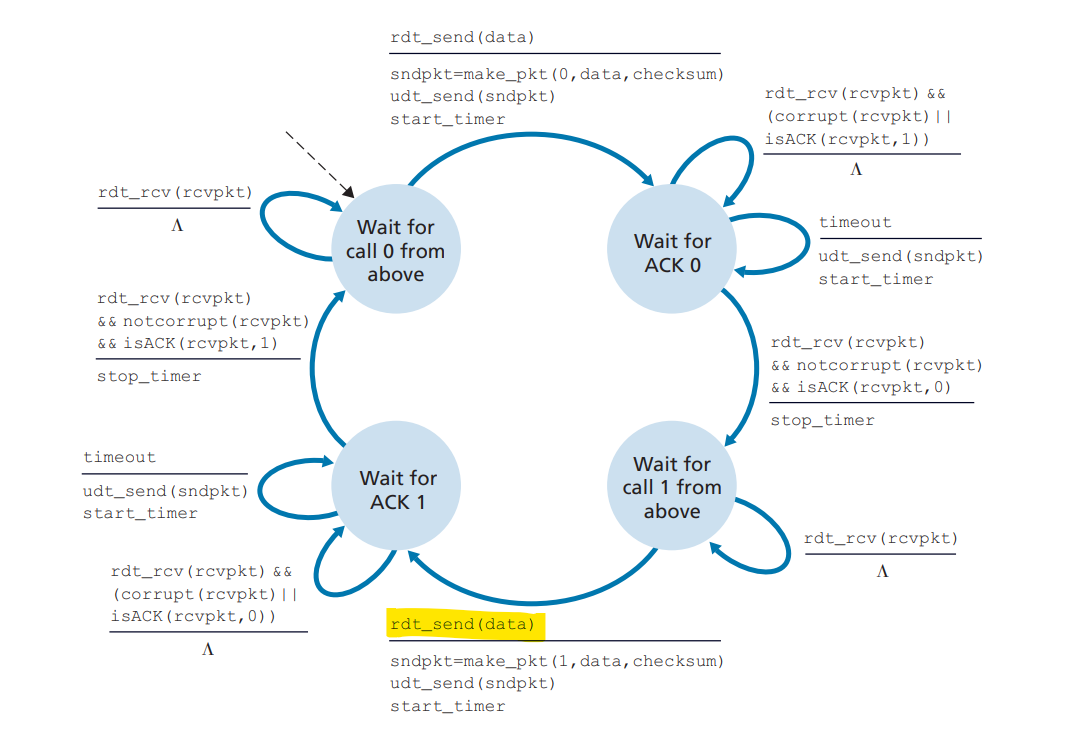 rdt_send(data)
sndpkt=make_pkt(0,data,checksum)
udt_send(sndpkt)
start_timer
rdt_rcv(rcvpkt) &&
(corrupt(rcvpkt)||
isACK(rcvpkt,1))
Λ
rdt_rcv(rcvpkt)
Λ
Wait for
call 0 from
above
Wait for
ACK 0
timeout
udt_send(sndpkt)
start_timer
rdt_rcv(rcvpkt)
&& notcorrupt(rcvpkt)
&& isACK(rcvpkt,1)
stop_timer
rdt_rcv(rcvpkt)
&& notcorrupt(rcvpkt)
&& isACK(rcvpkt,0)
stop_timer
timeout
udt_send(sndpkt)
start_timer
Wait for
ACK 1
Wait for
call 1 from
above
rdt_rcv(rcvpkt)
Λ
rdt_rcv(rcvpkt) &&
(corrupt(rcvpkt)||
isACK(rcvpkt,0))
Λ
rdt_send(data)
sndpkt=make_pkt(1,data,checksum)
udt_send(sndpkt)
start_timer